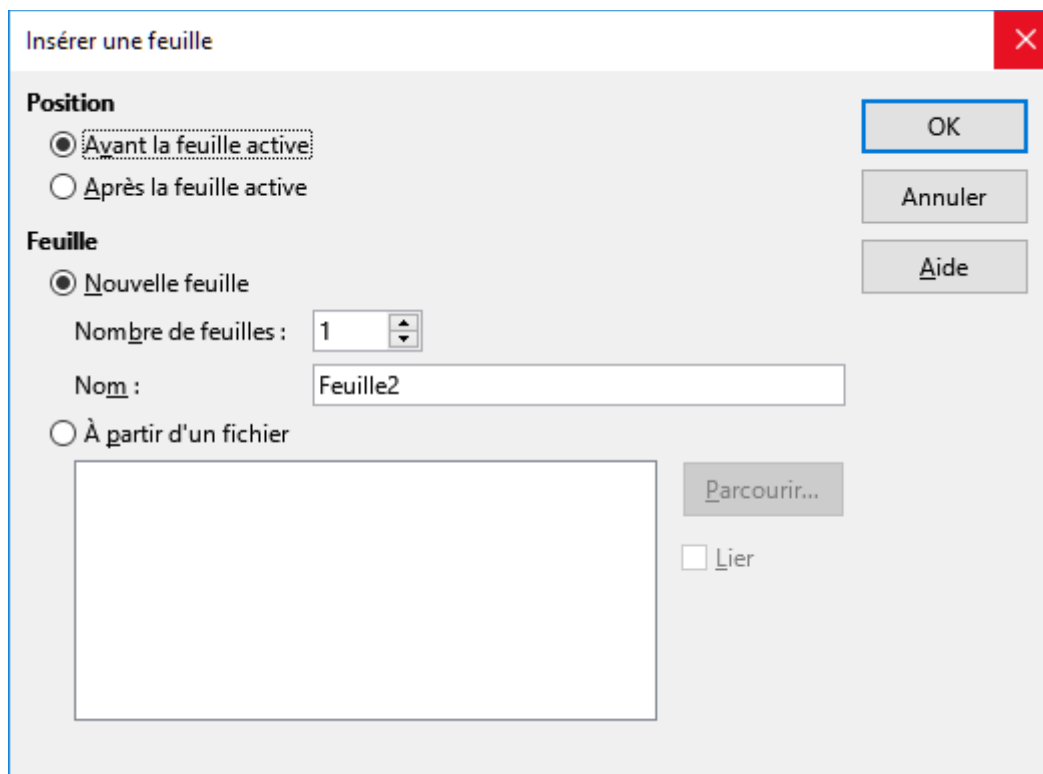 Insérer une feuille
Position
Avant la feuille active
Après la feuille active
OK
Annuler
Aide
Feuille
Nouvelle feuille
Nombre de feuilles : 1
Nom : Feuille2
À partir d'un fichier
Parcourir...
Lier